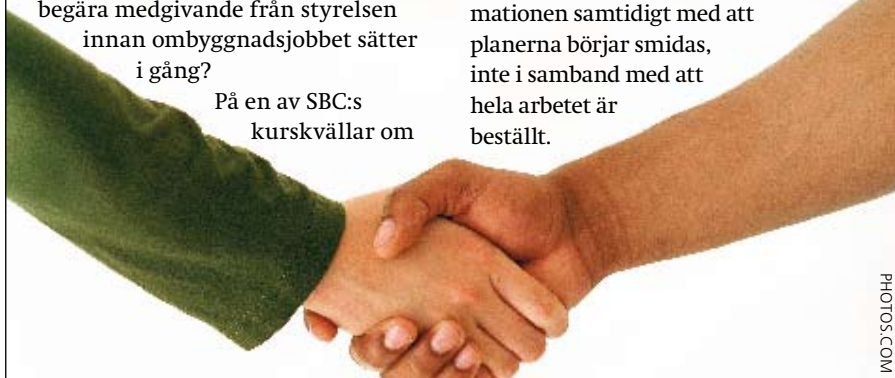 begära medgivande från styrelsen
innan ombyggnadsjobbet sätter
i gång?
På en av SBC:s
kurskvällar om
mationen samtidigt med att
planerna börjar smidas,
inte i samband med att
hela arbetet är
beställt.
PHOTOS.COM